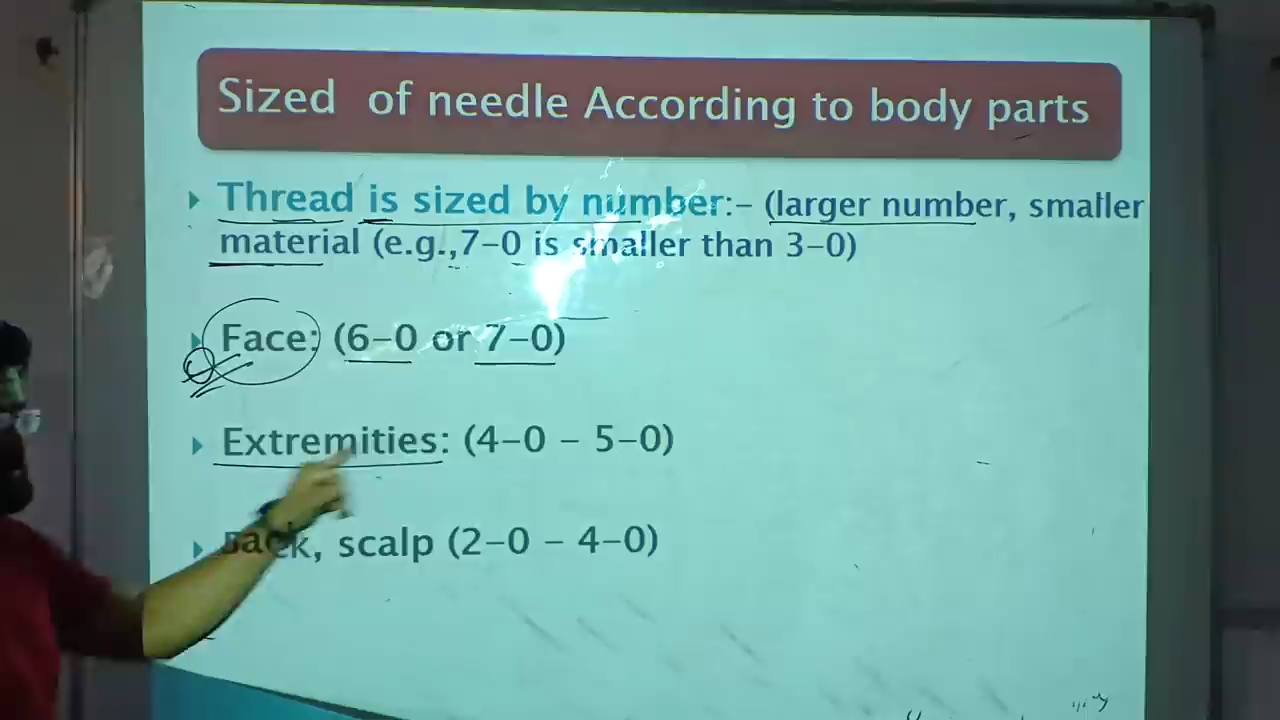 Sized of needle According to body parts
Thread is sized by number:- (larger number, smaller
material (e.g.,7-0 is smaller than 3-0)
Face: (6-0 or 7-0)
Extremities: (4-0 - 5-0)
Back, scalp (2-0 - 4-0)